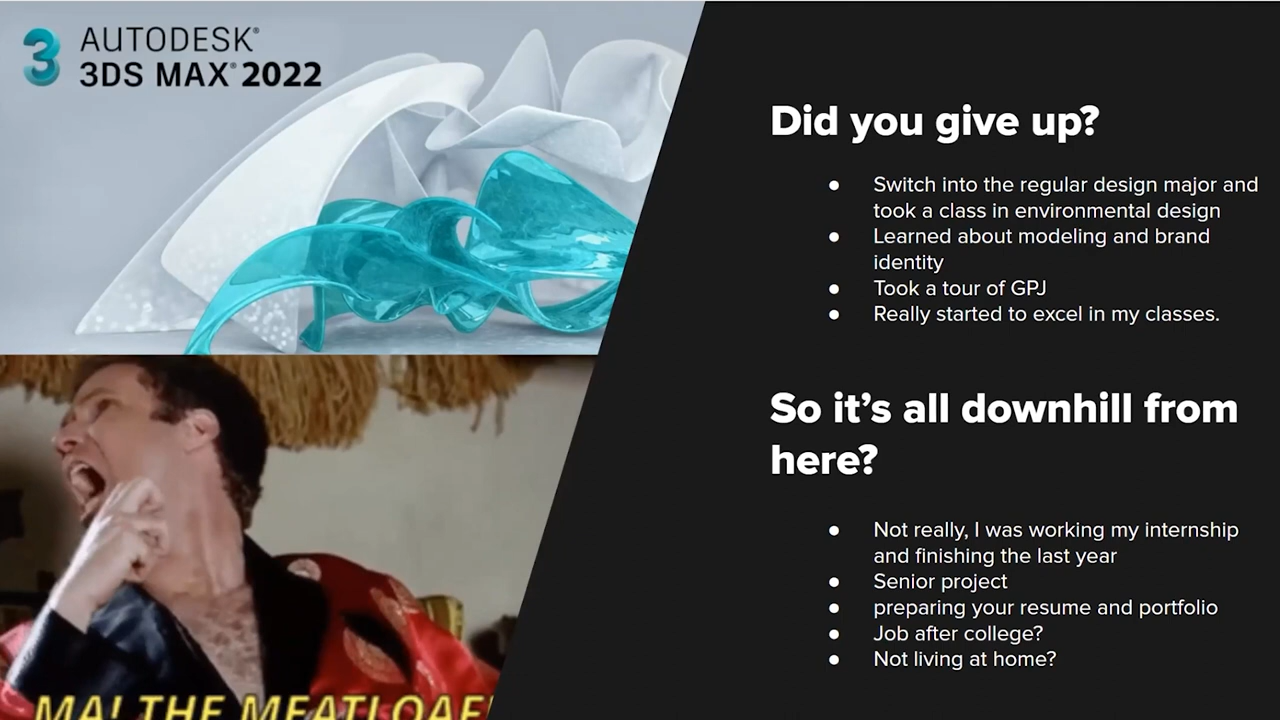 AUTODESK®
3DS MAX® 2022
Did you give up?
● Switch into the regular design major and
took a class in environmental design
● Learned about modeling and brand
identity
● Took a tour of GPJ
● Really started to excel in my classes.
So it’s all downhill from
here?
● Not really, I was working my internship
and finishing the last year
● Senior project
● preparing your resume and portfolio
● Job after college?
● Not living at home?
MA! THE MEATLOAF